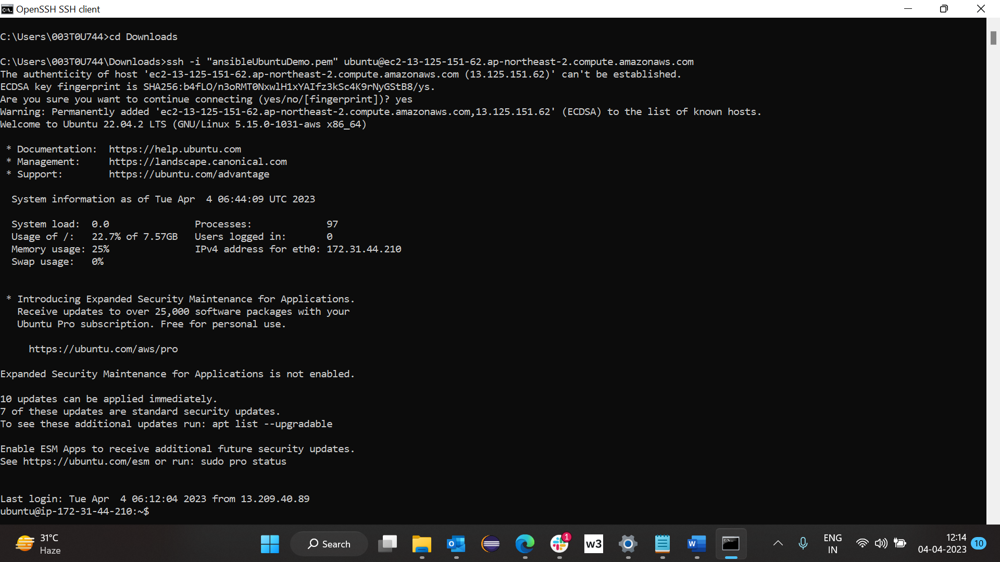 OpenSSH SSH client
C:\Users\003T0U744>cd Downloads
C:\Users\003T0U744\Downloads>ssh -i "ansibleUbuntuDemo.pem" ubuntu@ec2-13-125-151-62.ap-northeast-2.compute.amazonaws.com
The authenticity of host 'ec2-13-125-151-62.ap-northeast-2.compute.amazonaws.com (13.125.151.62)' can't be established.
ECDSA key fingerprint is SHA256:b4fLO/n3oRMT0NxwlH1xYAIfz3kSc4K9rNyGStB8/ys.
Are you sure you want to continue connecting (yes/no/[fingerprint])? yes
Warning: Permanently added 'ec2-13-125-151-62.ap-northeast-2.compute.amazonaws.com,13.125.151.62' (ECDSA) to the list of known hosts.
Welcome to Ubuntu 22.04.2 LTS (GNU/Linux 5.15.0-1031-aws x86_64)
* Documentation:  https://help.ubuntu.com
* Management:     https://landscape.canonical.com
* Support:        https://ubuntu.com/advantage
System information as of Tue Apr  4 06:44:09 UTC 2023
System load:  0.0               Processes:             97
Usage of /:   22.7% of 7.57GB   Users logged in:       0
Memory usage: 25%               IPv4 address for eth0: 172.31.44.210
Swap usage:   0%
* Introducing Expanded Security Maintenance for Applications.
Receive updates to over 25,000 software packages with your
Ubuntu Pro subscription. Free for personal use.
https://ubuntu.com/aws/pro
Expanded Security Maintenance for Applications is not enabled.
10 updates can be applied immediately.
7 of these updates are standard security updates.
To see these additional updates run: apt list --upgradable
Enable ESM Apps to receive additional future security updates.
See https://ubuntu.com/esm or run: sudo pro status
Last login: Tue Apr  4 06:12:04 2023 from 13.209.40.89
ubuntu@ip-172-31-44-210:~$
31°C
Haze
Search
1
w3
ENG
IN
12:14
04-04-2023
10